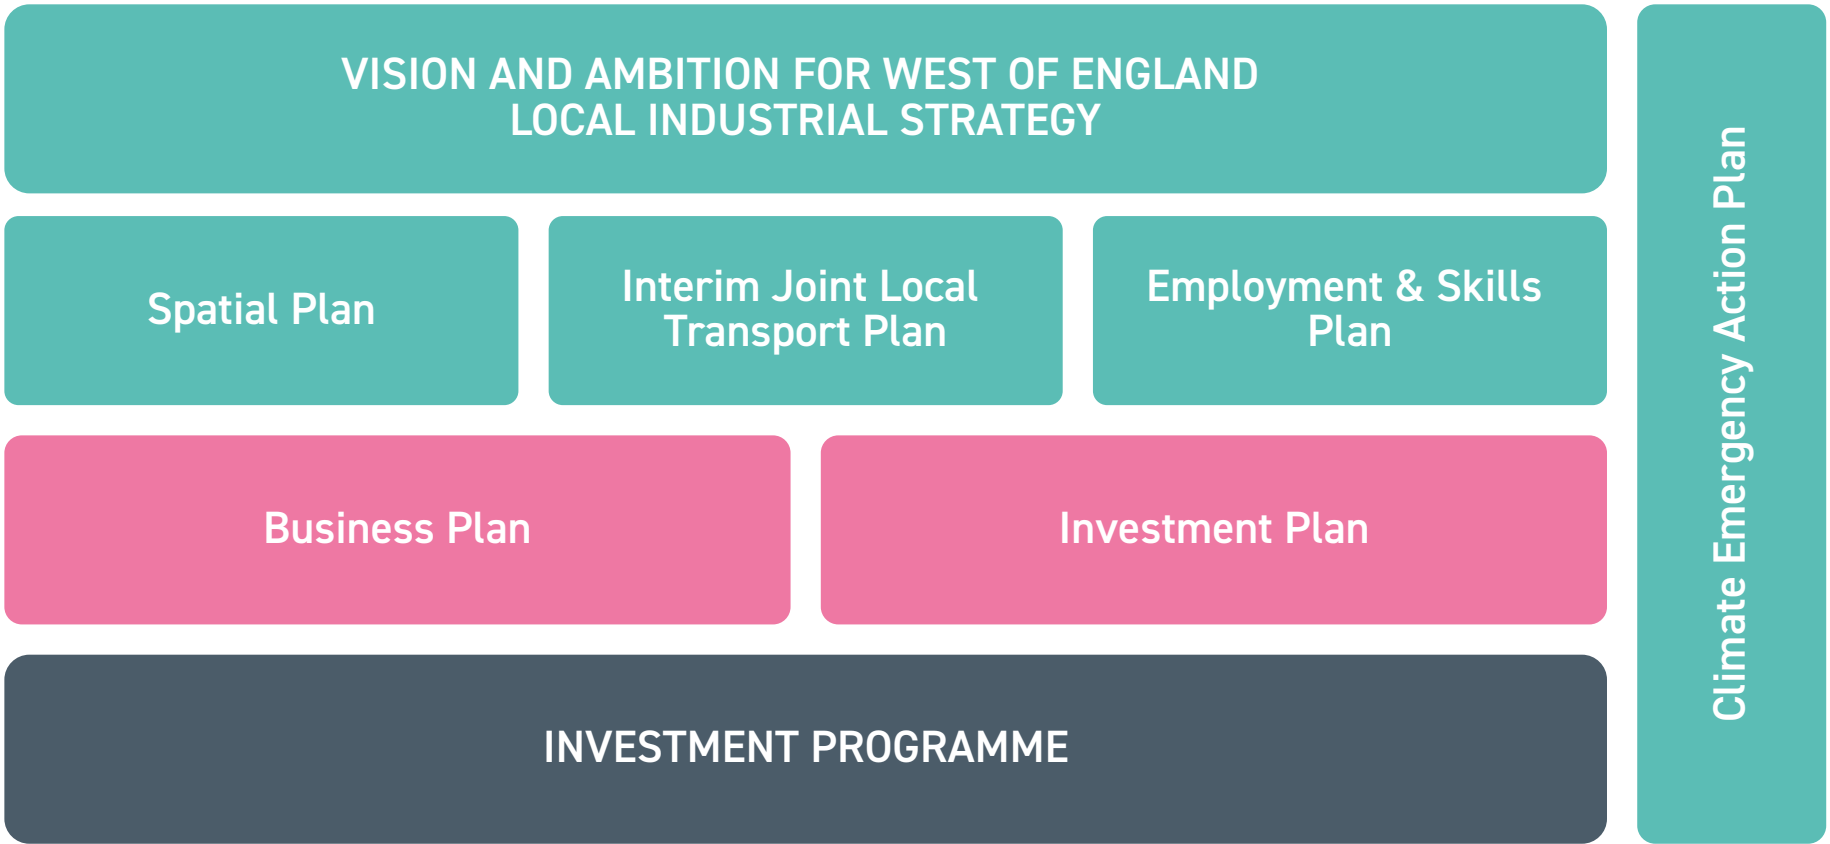 VISION AND AMBITION FOR WEST OF ENGLAND
LOCAL INDUSTRIAL STRATEGY
Spatial Plan
Interim Joint Local
Transport Plan
Employment & Skills
Plan
Business Plan
Investment Plan
INVESTMENT PROGRAMME
Climate Emergency Action Plan